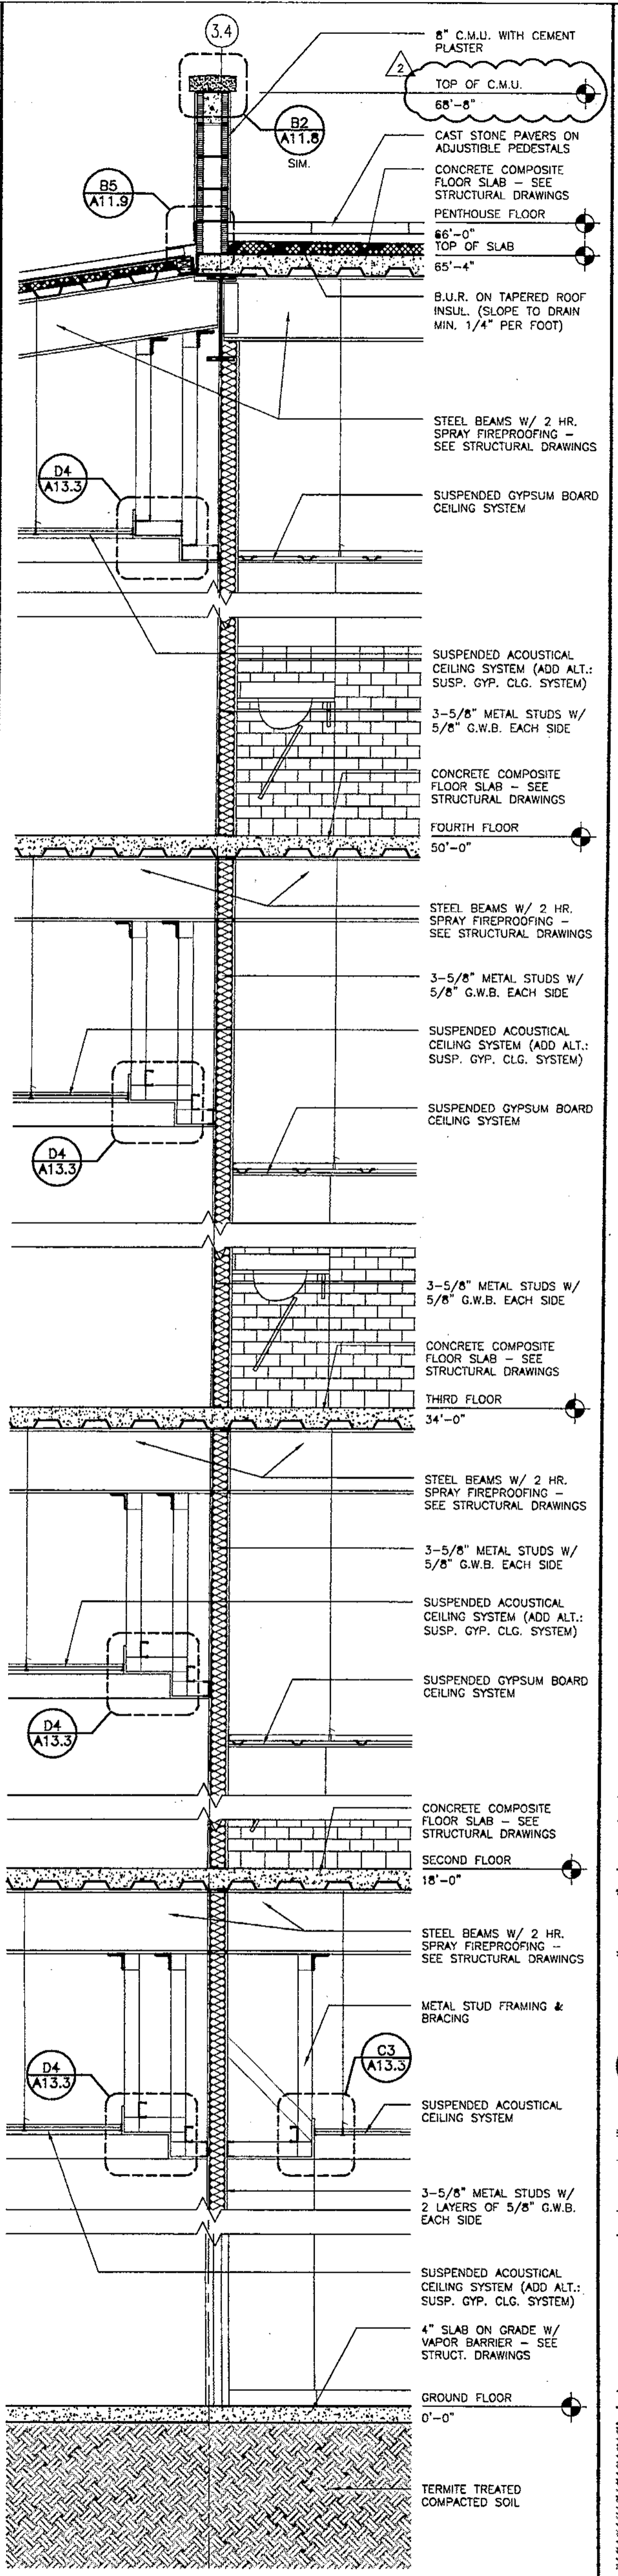 3.4
8" C.M.U. WITH CEMENT
PLASTER
2
TOP OF C.M.U.
68'-8"
B2
A11.8
SIM.
CAST STONE PAVERS ON
ADJUSTIBLE PEDESTALS
B5
A11.9
CONCRETE COMPOSITE
FLOOR SLAB - SEE
STRUCTURAL DRAWINGS
PENTHOUSE FLOOR
66'-0"
TOP OF SLAB
65'-4"
B.U.R. ON TAPERED ROOF
INSUL. (SLOPE TO DRAIN
MIN. 1/4" PER FOOT)
STEEL BEAMS W/ 2 HR.
SPRAY FIREPROOFING -
SEE STRUCTURAL DRAWINGS
D4
A13.3
SUSPENDED GYPSUM BOARD
CEILING SYSTEM
SUSPENDED ACOUSTICAL
CEILING SYSTEM (ADD ALT.:
SUSP. GYP. CLG. SYSTEM)
3-5/8" METAL STUDS W/
5/8" G.W.B. EACH SIDE
CONCRETE COMPOSITE
FLOOR SLAB - SEE
STRUCTURAL DRAWINGS
FOURTH FLOOR
50'-0"
STEEL BEAMS W/ 2 HR.
SPRAY FIREPROOFING -
SEE STRUCTURAL DRAWINGS
3-5/8" METAL STUDS W/
5/8" G.W.B. EACH SIDE
SUSPENDED ACOUSTICAL
CEILING SYSTEM (ADD ALT.:
SUSP. GYP. CLG. SYSTEM)
SUSPENDED GYPSUM BOARD
CEILING SYSTEM
D4
A13.3
3-5/8" METAL STUDS W/
5/8" G.W.B. EACH SIDE
CONCRETE COMPOSITE
FLOOR SLAB - SEE
STRUCTURAL DRAWINGS
THIRD FLOOR
34'-0"
STEEL BEAMS W/ 2 HR.
SPRAY FIREPROOFING -
SEE STRUCTURAL DRAWINGS
3-5/8" METAL STUDS W/
5/8" G.W.B. EACH SIDE
SUSPENDED ACOUSTICAL
CEILING SYSTEM (ADD ALT.:
SUSP. GYP. CLG. SYSTEM)
SUSPENDED GYPSUM BOARD
CEILING SYSTEM
D4
A13.3
CONCRETE COMPOSITE
FLOOR SLAB - SEE
STRUCTURAL DRAWINGS
SECOND FLOOR
18'-0"
STEEL BEAMS W/ 2 HR.
SPRAY FIREPROOFING -
SEE STRUCTURAL DRAWINGS
METAL STUD FRAMING &
BRACING
D4
A13.3
C3
A13.3
SUSPENDED ACOUSTICAL
CEILING SYSTEM
3-5/8" METAL STUDS W/
2 LAYERS OF 5/8" G.W.B.
EACH SIDE
SUSPENDED ACOUSTICAL
CEILING SYSTEM (ADD ALT.:
SUSP. GYP. CLG. SYSTEM)
4" SLAB ON GRADE W/
VAPOR BARRIER - SEE
STRUCT. DRAWINGS
GROUND FLOOR
0'-0"
TERMITE TREATED
COMPACTED SOIL